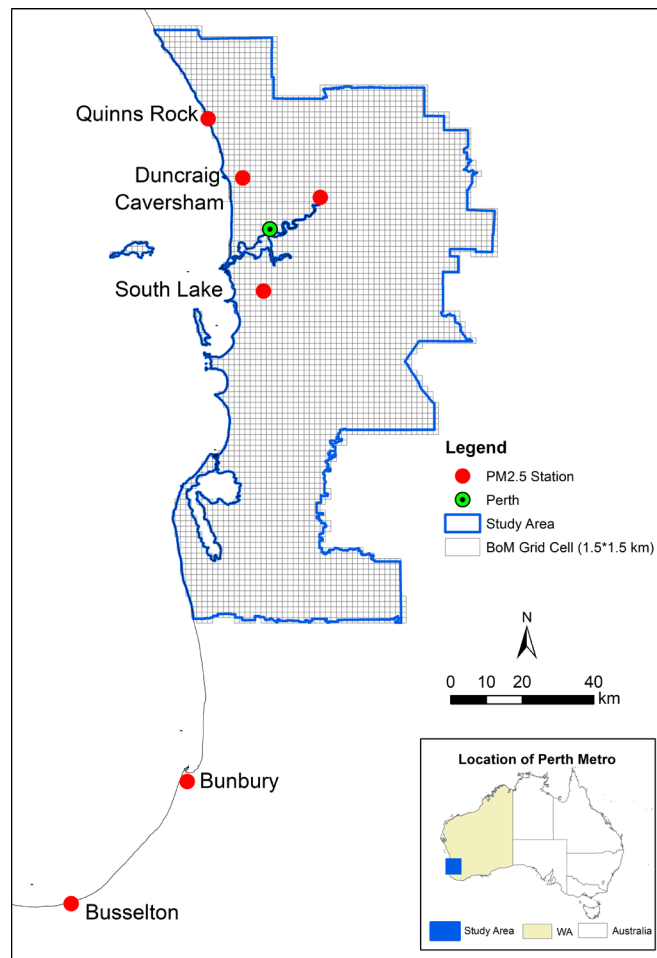 Quinns Rock
Duncraig
Caversham
South Lake
Legend
PM2.5 Station
Perth
Study Area
BoM Grid Cell (1.5*1.5 km)
N
0 10 20 40
km
Bunbury
Busselton
Location of Perth Metro
Study Area WA Australia